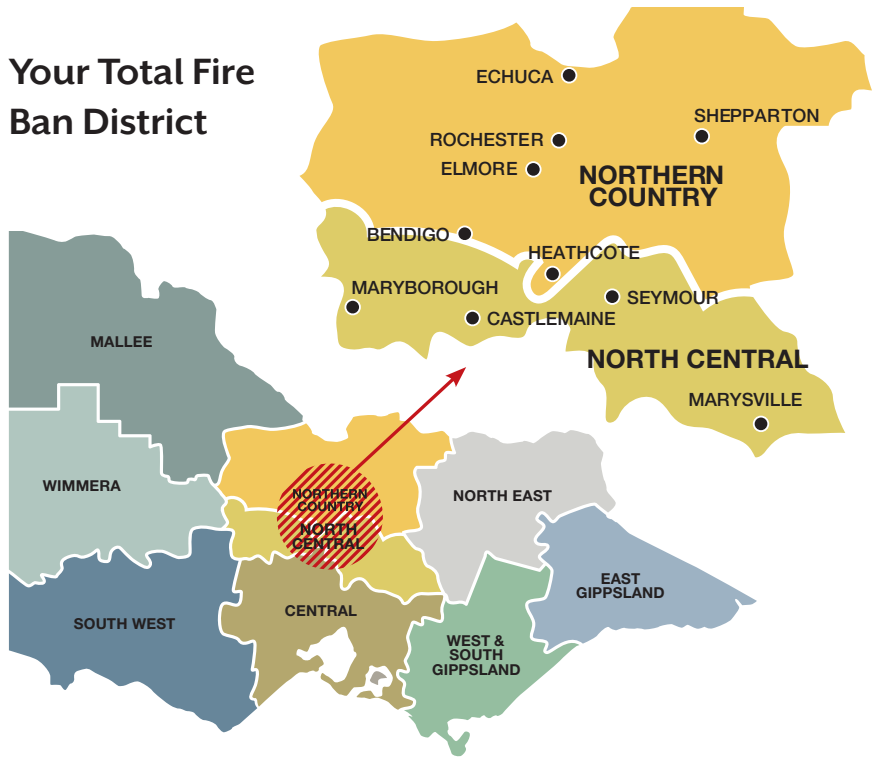 Your Total Fire
Ban District
ECHUCA
SHEPPARTON
ROCHESTER
ELMORE
NORTHERN
COUNTRY
BENDIGO
HEATHCOTE
MARYBOROUGH
SEYMOUR
CASTLEMAINE
NORTH CENTRAL
MARYSVILLE
MALLEE
WIMMERA
NORTHERN
COUNTRY
NORTH
CENTRAL
NORTH EAST
EAST
GIPPSLAND
SOUTH WEST
CENTRAL
WEST &
SOUTH
GIPPSLAND